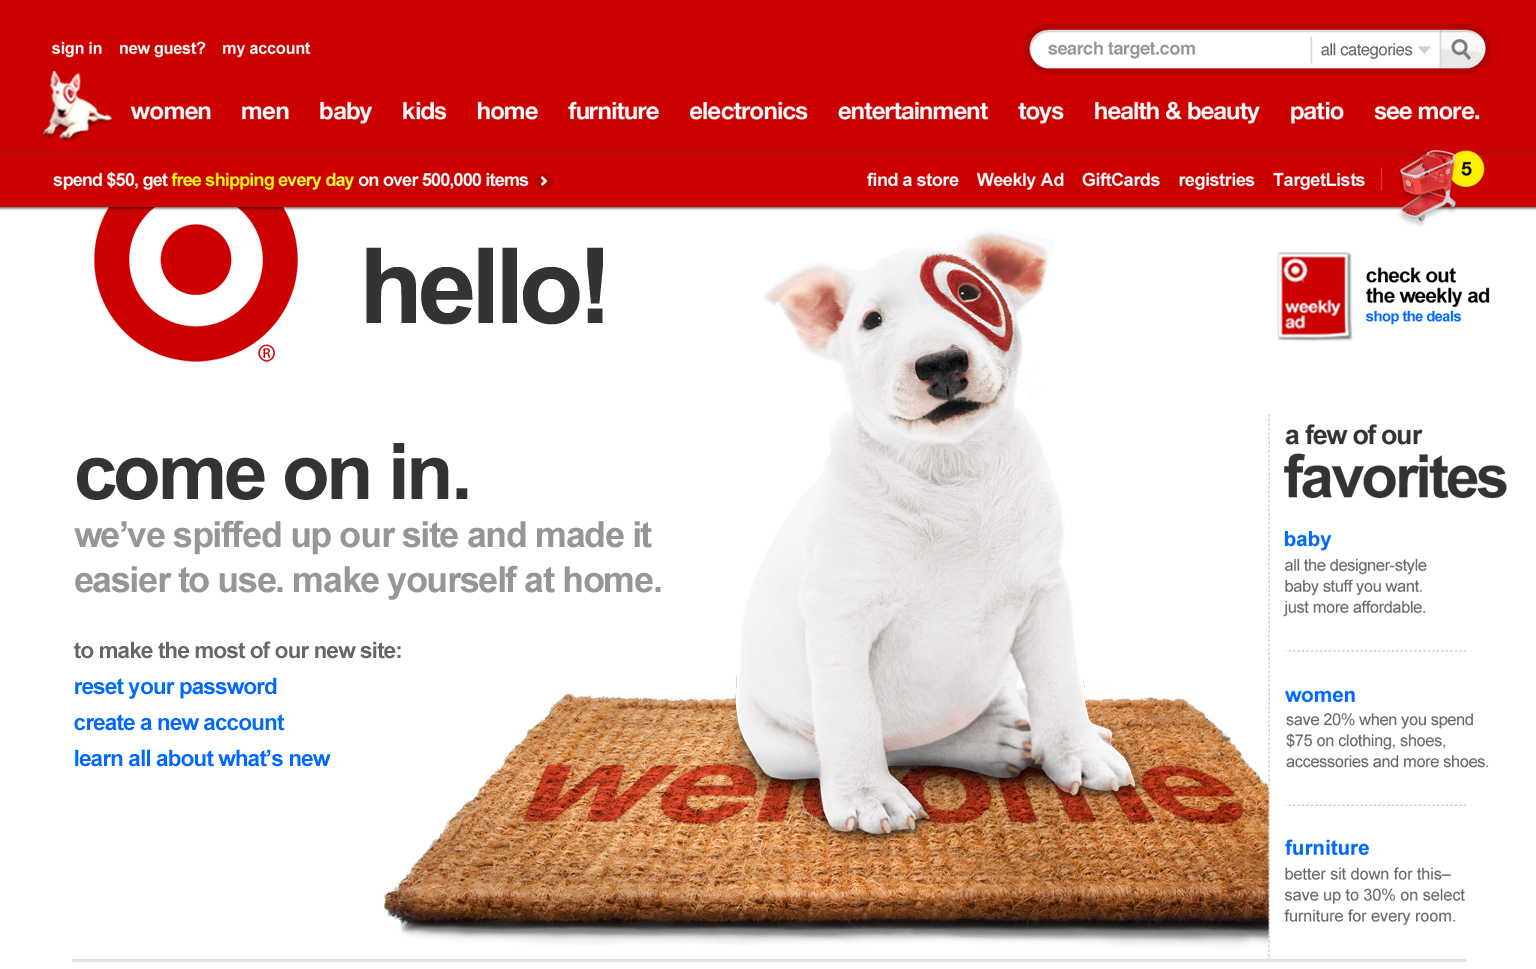 sign in new guest? my account
search target.com all categories
women men baby kids home furniture electronics entertainment toys health & beauty patio see more.
spend $50, get free shipping every day on over 500,000 items
find a store Weekly Ad GiftCards registries TargetLists 5
®
hello!
weekly
ad
check out
the weekly ad
shop the deals
come on in.
we’ve spiffed up our site and made it
easier to use. make yourself at home.
to make the most of our new site:
reset your password
create a new account
learn all about what’s new
welcome
a few of our
favorites
baby
all the designer-style
baby stuff you want.
just more affordable.
women
save 20% when you spend
$75 on clothing, shoes,
accessories and more shoes.
furniture
better sit down for this–
save up to 30% on select
furniture for every room.